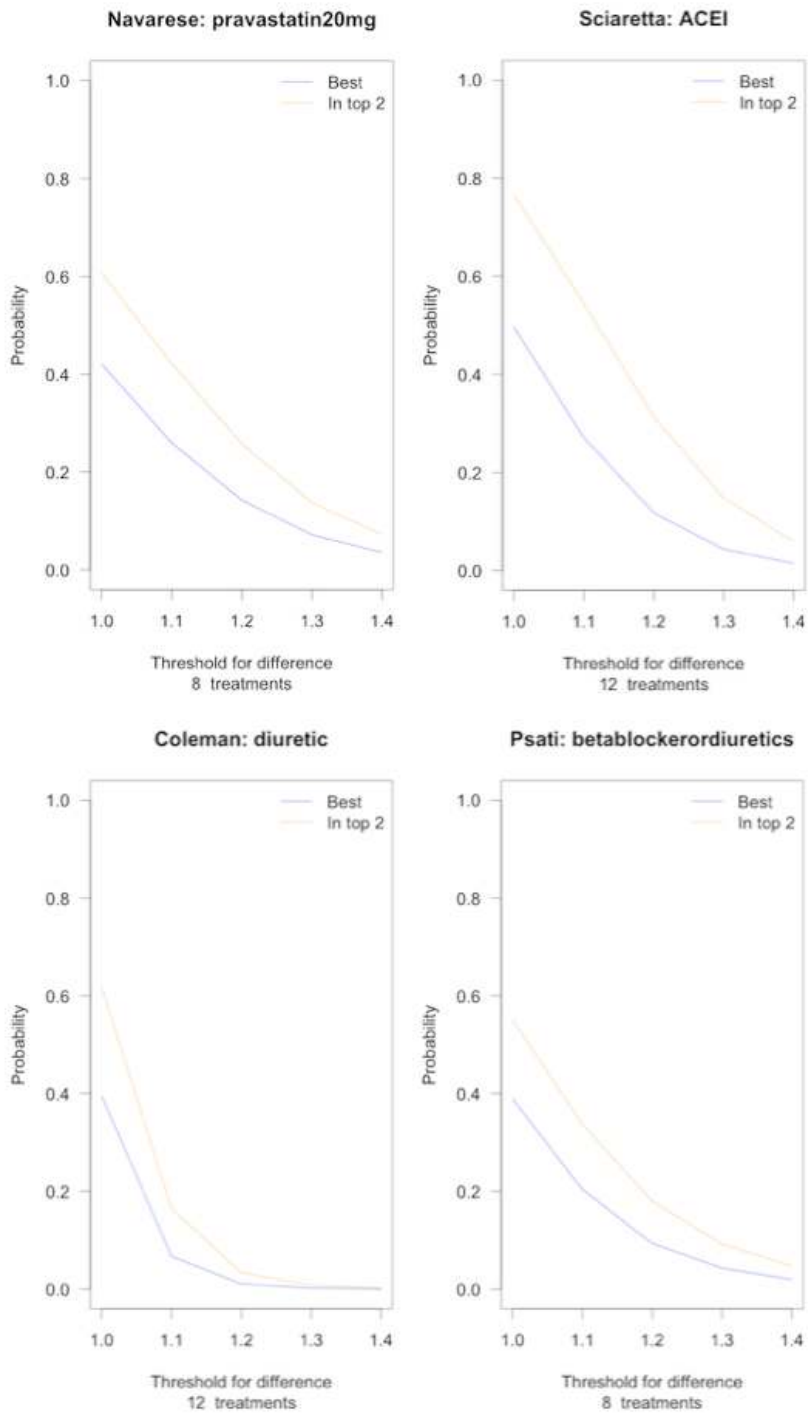 Navarese: pravastatin20mg
Best
In top 2
1.0
0.8
0.6
0.4
0.2
0.0
Probability
1.0 1.1 1.2 1.3 1.4
Threshold for difference
8 treatments
Sciaretta: ACEI
Best
In top 2
1.0
0.8
0.6
0.4
0.2
0.0
Probability
1.0 1.1 1.2 1.3 1.4
Threshold for difference
12 treatments
Coleman: diuretic
Best
In top 2
1.0
0.8
0.6
0.4
0.2
0.0
Probability
1.0 1.1 1.2 1.3 1.4
Threshold for difference
12 treatments
Psati: betablockerordiuretics
Best
In top 2
1.0
0.8
0.6
0.4
0.2
0.0
Probability
1.0 1.1 1.2 1.3 1.4
Threshold for difference
8 treatments